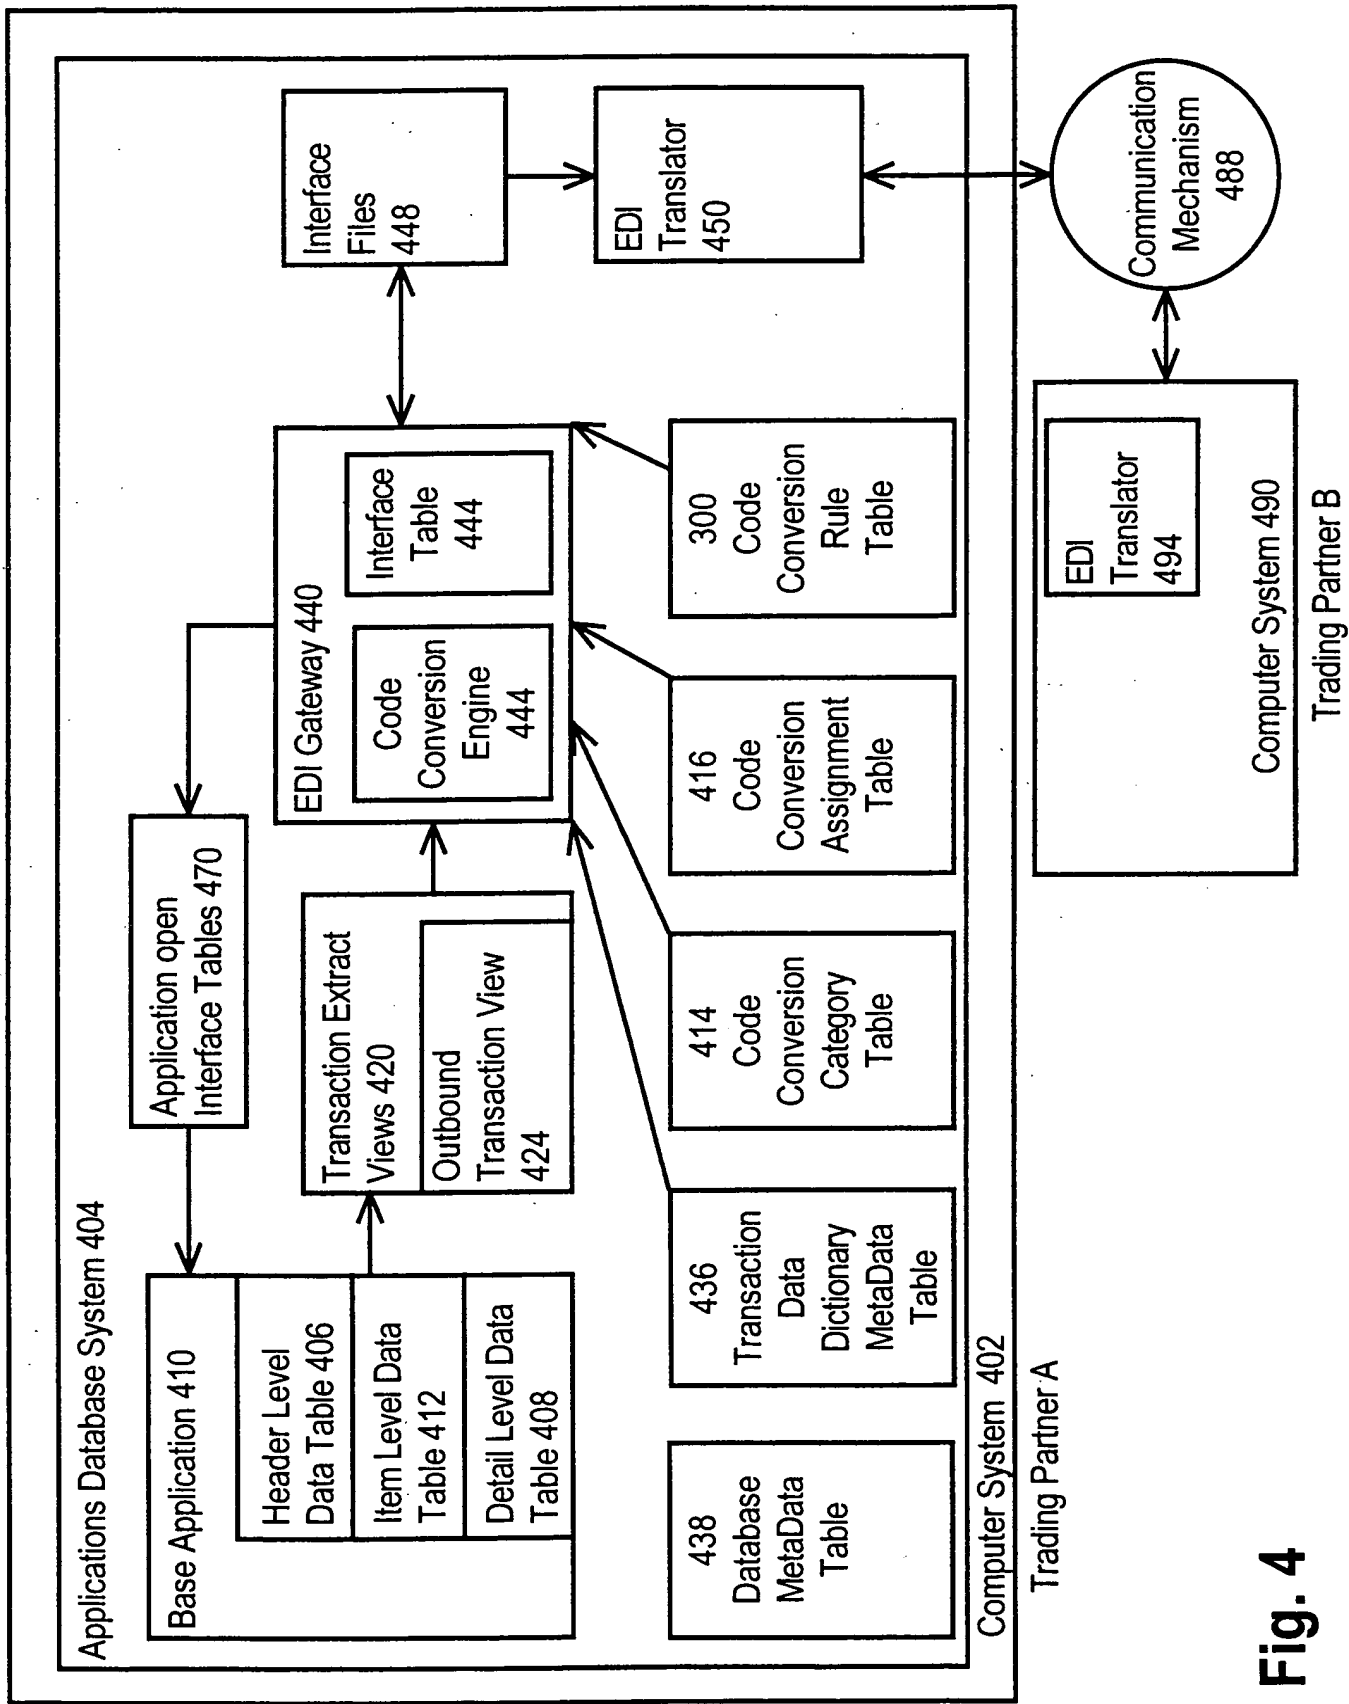 Applications Database System 404
Base Application 410
Header Level
Data Table 406
Item Level Data
Table 412
Detail Level Data
Table 408
Application open
Interface Tables 470
Transaction Extract
Views 420
Outbound
Transaction View
424
EDI Gateway 440
Code
Conversion
Engine
444
Interface
Table
444
Interface
Files
448
EDI
Translator
450
438
Database
MetaData
Table
436
Transaction
Data
Dictionary
MetaData
Table
414
Code
Conversion
Category
Table
416
Code
Conversion
Assignment
Table
300
Code
Conversion
Rule
Table
Computer System 402
Trading Partner A
EDI
Translator
494
Computer System 490
Trading Partner B
Communication
Mechanism
488
Fig. 4